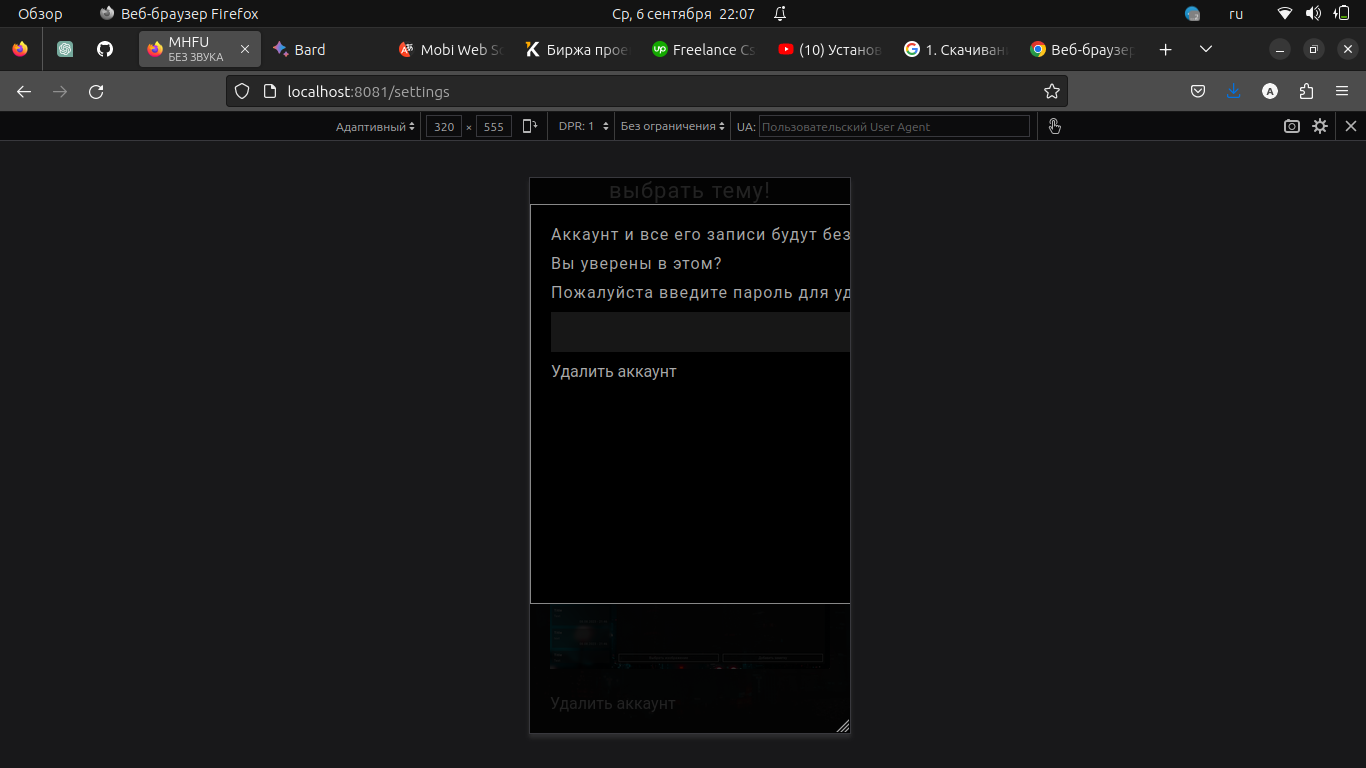 Обзор Веб-браузер Firefox Ср, 6 сентября 22:07 ru
MHFU
БЕЗ ЗВУКА
Bard Mobi Web Sc Биржа прое Freelance Cs (10) Установ 1. Скачиван Веб-браузер
localhost:8081/settings
Адаптивный 320 × 555 DPR: 1 Без ограничения UA: Пользовательский User Agent
выбрать тему!
Аккаунт и все его записи будут без
Вы уверены в этом?
Пожалуйста введите пароль для уд
Удалить аккаунт
Удалить аккаунт